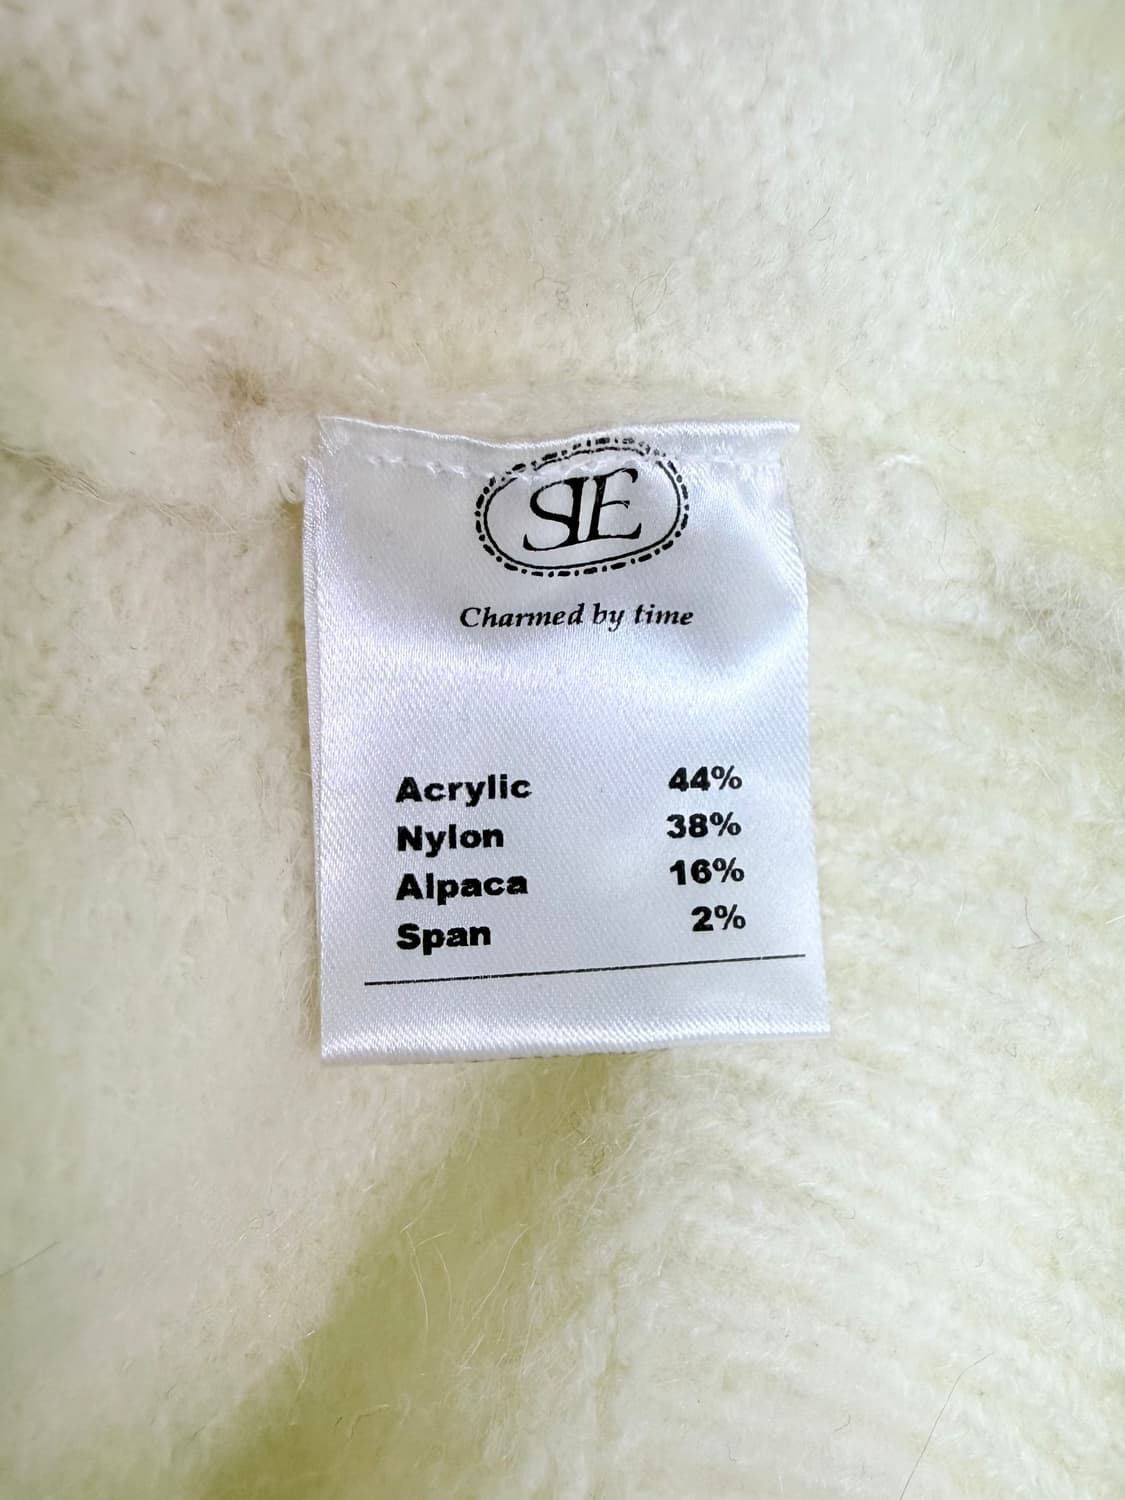 SIE
Charmed by time
Acrylic 44%
Nylon 38%
Alpaca 16%
Span 2%